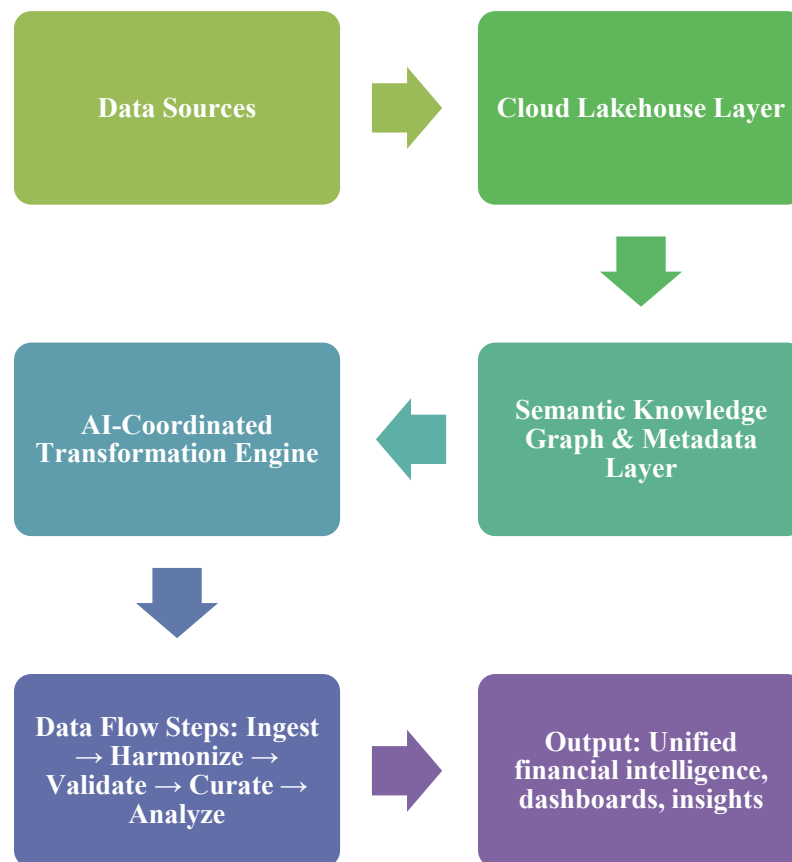 Data Sources
Cloud Lakehouse Layer
Semantic Knowledge
Graph & Metadata
Layer
AI-Coordinated
Transformation Engine
Data Flow Steps: Ingest
→ Harmonize →
Validate → Curate →
Analyze
Output: Unified
financial intelligence,
dashboards, insights